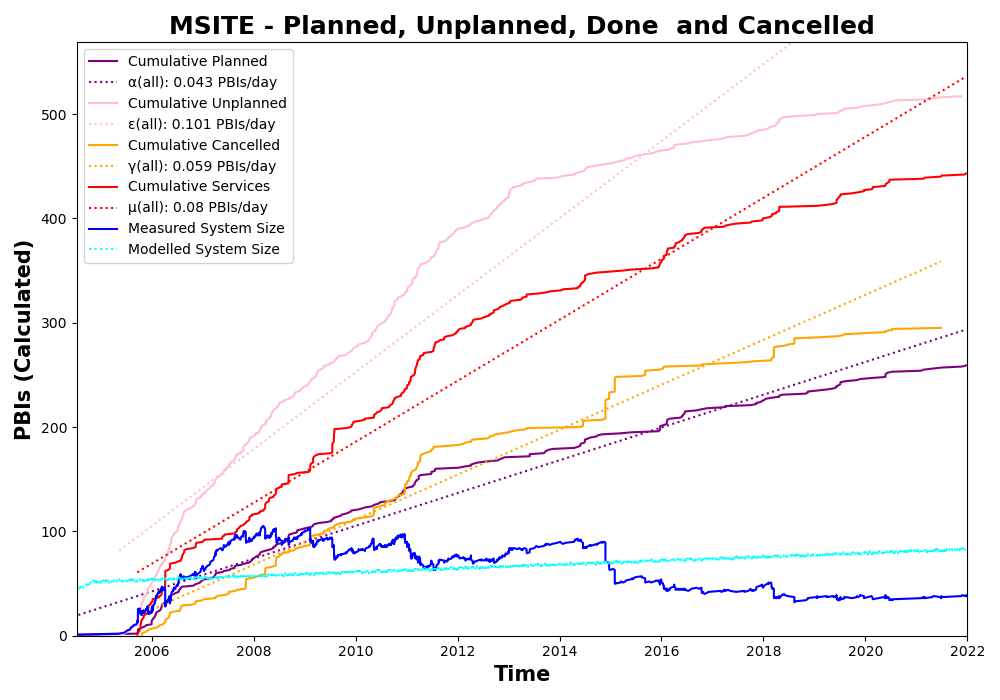 MSITE - Planned, Unplanned, Done  and Cancelled
Cumulative Planned
α(all): 0.043 PBIs/day
Cumulative Unplanned
ε(all): 0.101 PBIs/day
Cumulative Cancelled
γ(all): 0.059 PBIs/day
Cumulative Services
μ(all): 0.08 PBIs/day
Measured System Size
Modelled System Size
PBIs (Calculated)
500
400
300
200
100
0
2006 2008 2010 2012 2014 2016 2018 2020 2022
Time